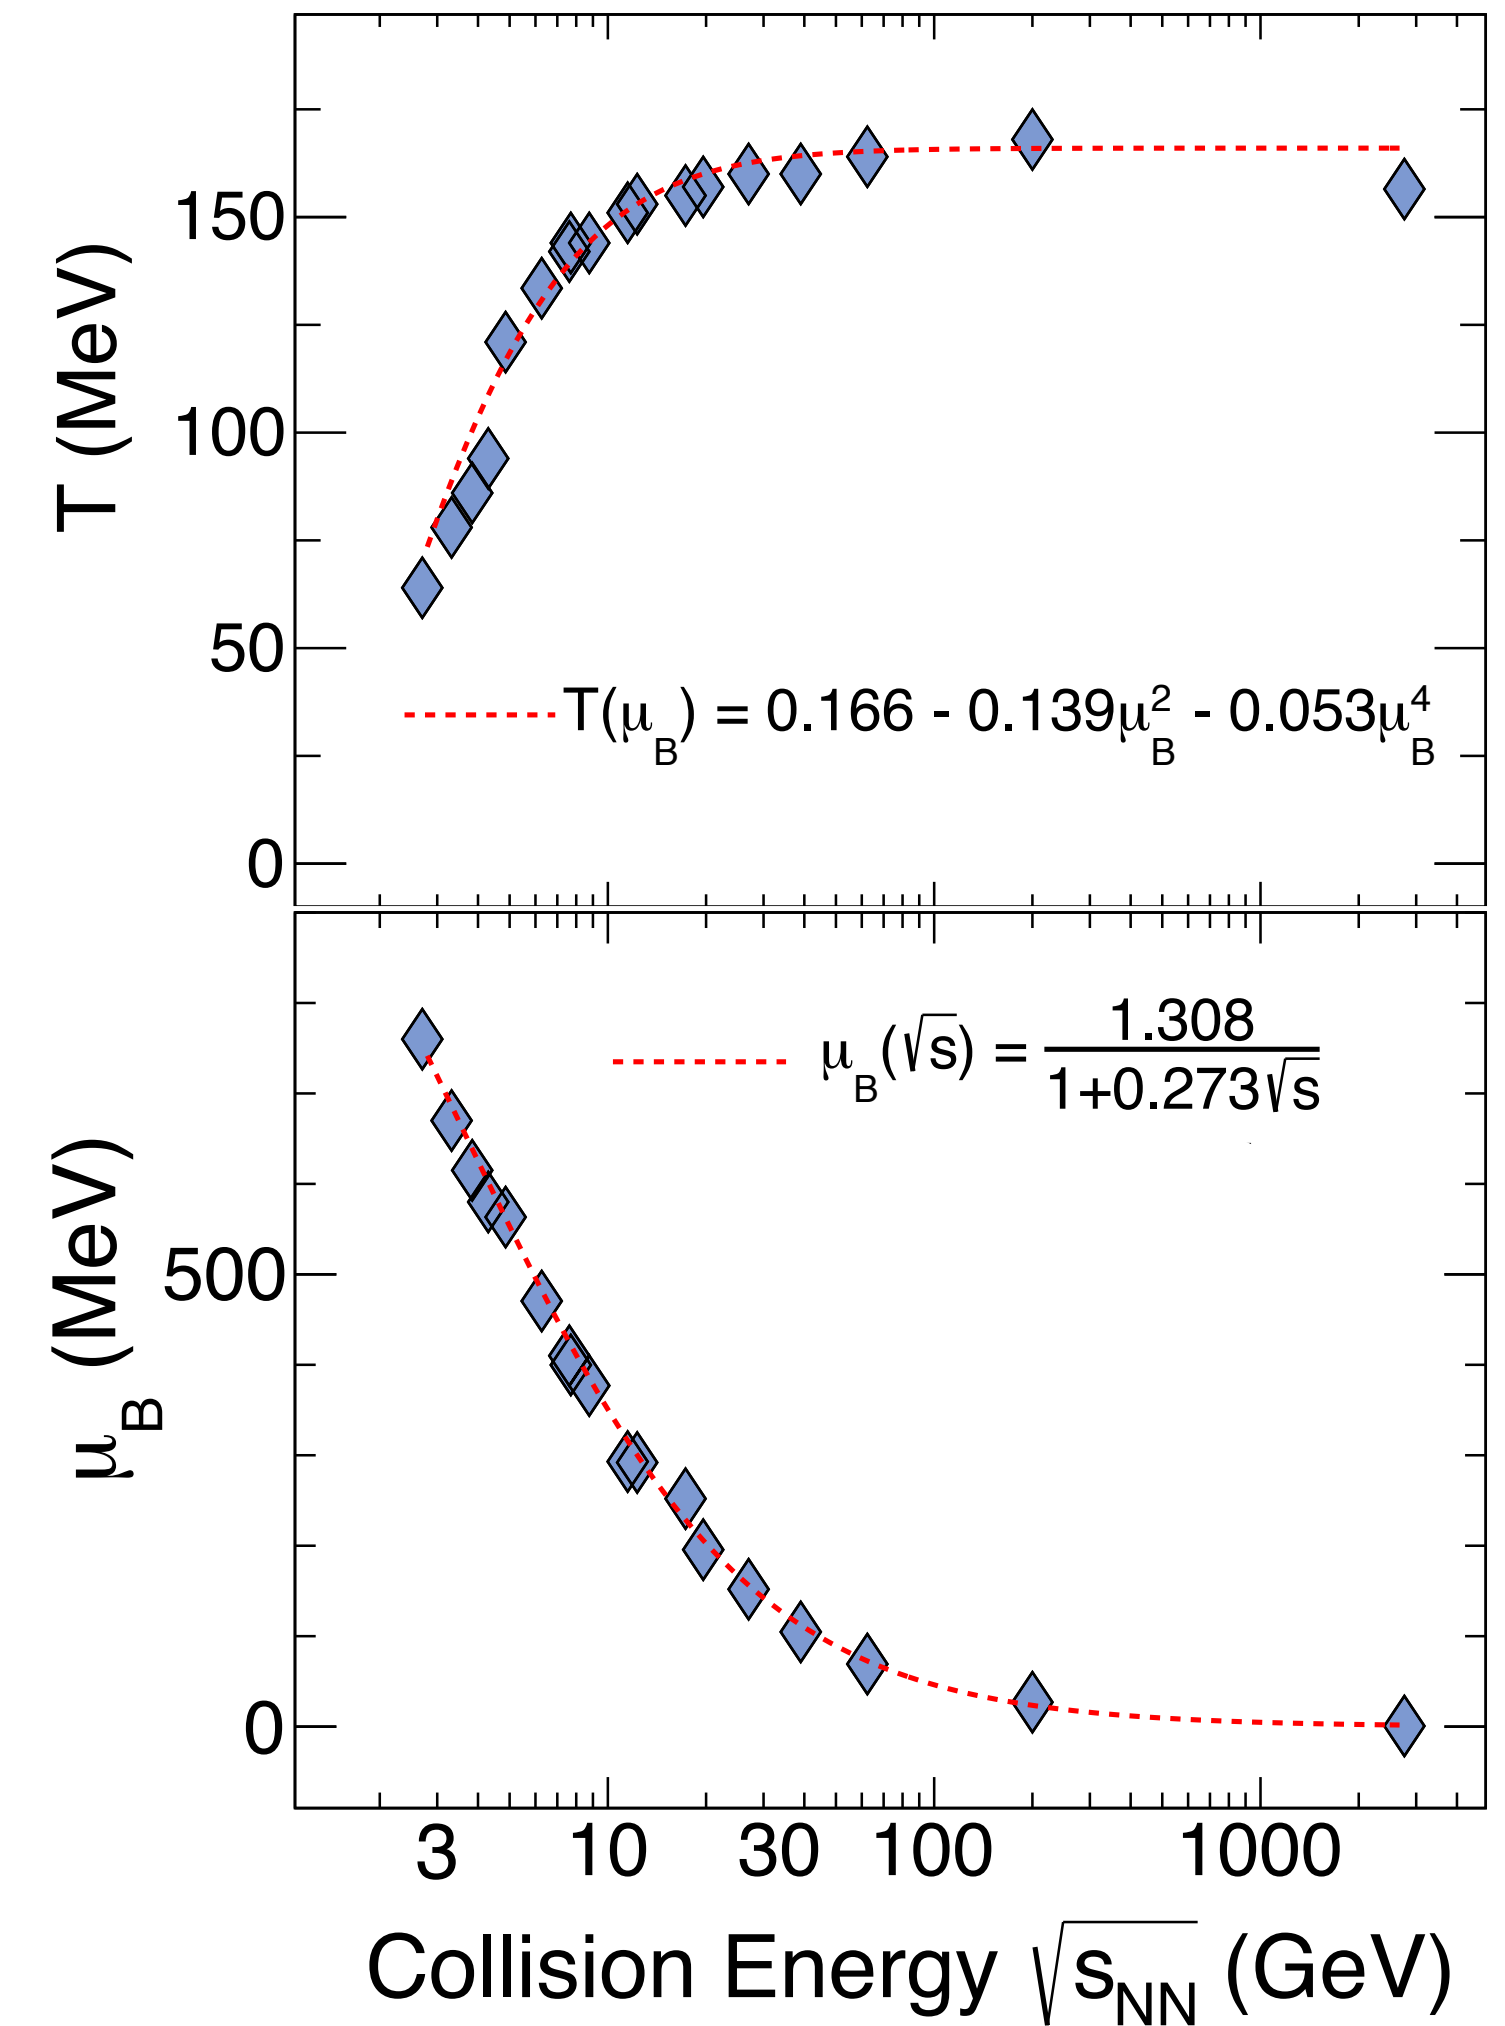 150
100
50
0
T (MeV)
T(μ_B) = 0.166 - 0.139μ_B^2 - 0.053μ_B^4
μ_B(√s) = 1.308 / 1+0.273√s
500
0
μ_B (MeV)
3 10 30 100 1000
Collision Energy √s_NN (GeV)